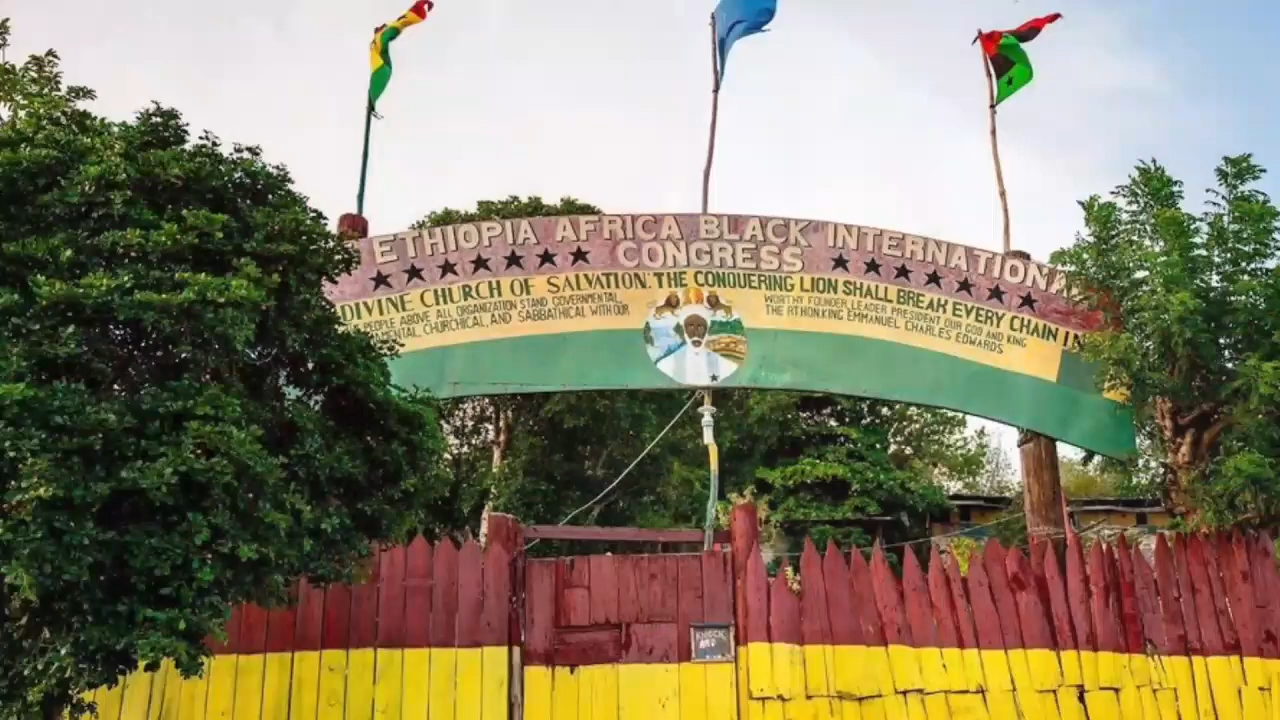 ETHIOPIA AFRICA BLACK INTERNATIONAL
CONGRESS
DIVINE CHURCH OF SALVATION. THE CONQUERING LION SHALL BREAK EVERY CHAIN IN
PEOPLE ABOVE ALL ORGANIZATION STAND GOVERNMENTAL,
CHURCHICAL, AND SABBATHICAL WITH OUR
WORTHY FOUNDER LEADER PRESIDENT OUR GOD AND KING
THE RT HON. KING EMMANUEL CHARLES EDWARDS
KNOCK